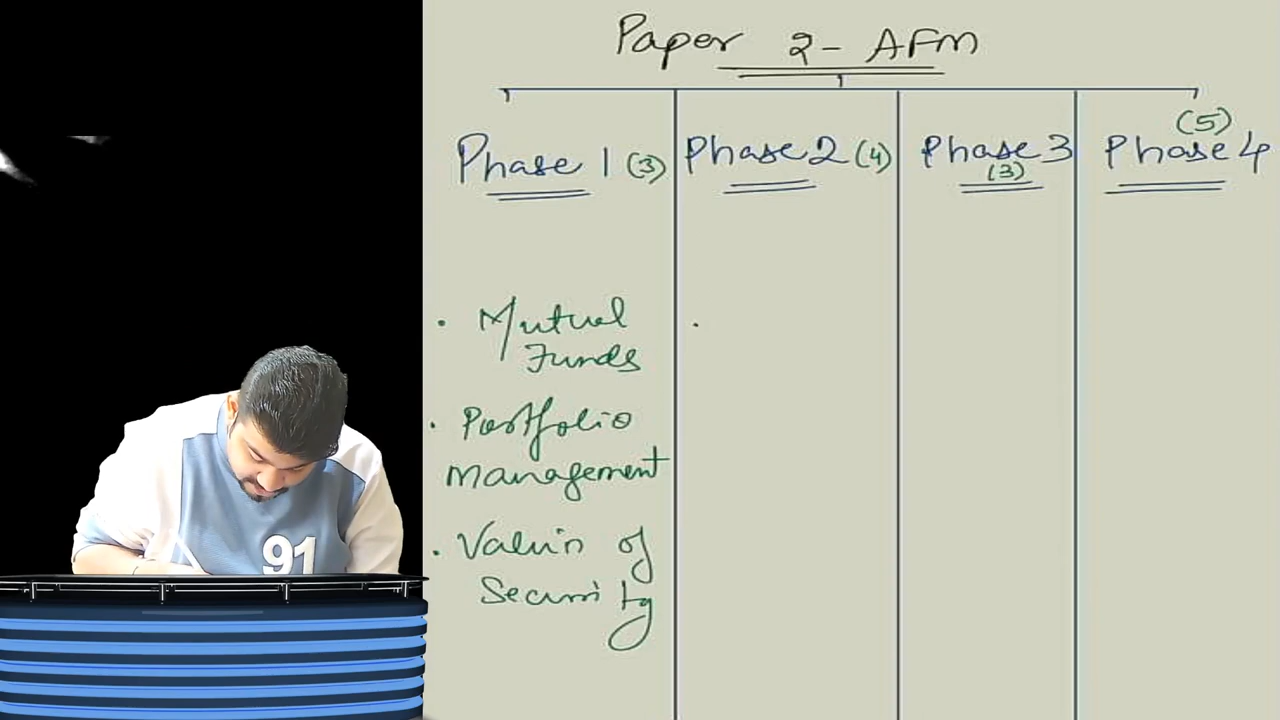 Paper 2 - AFM
Phase 1 (3)
Phase 2 (4)
Phase 3
(3)
(5)
Phase 4
· Mutual
Funds
· Portfolio
Management
· Valuin of
Security
91